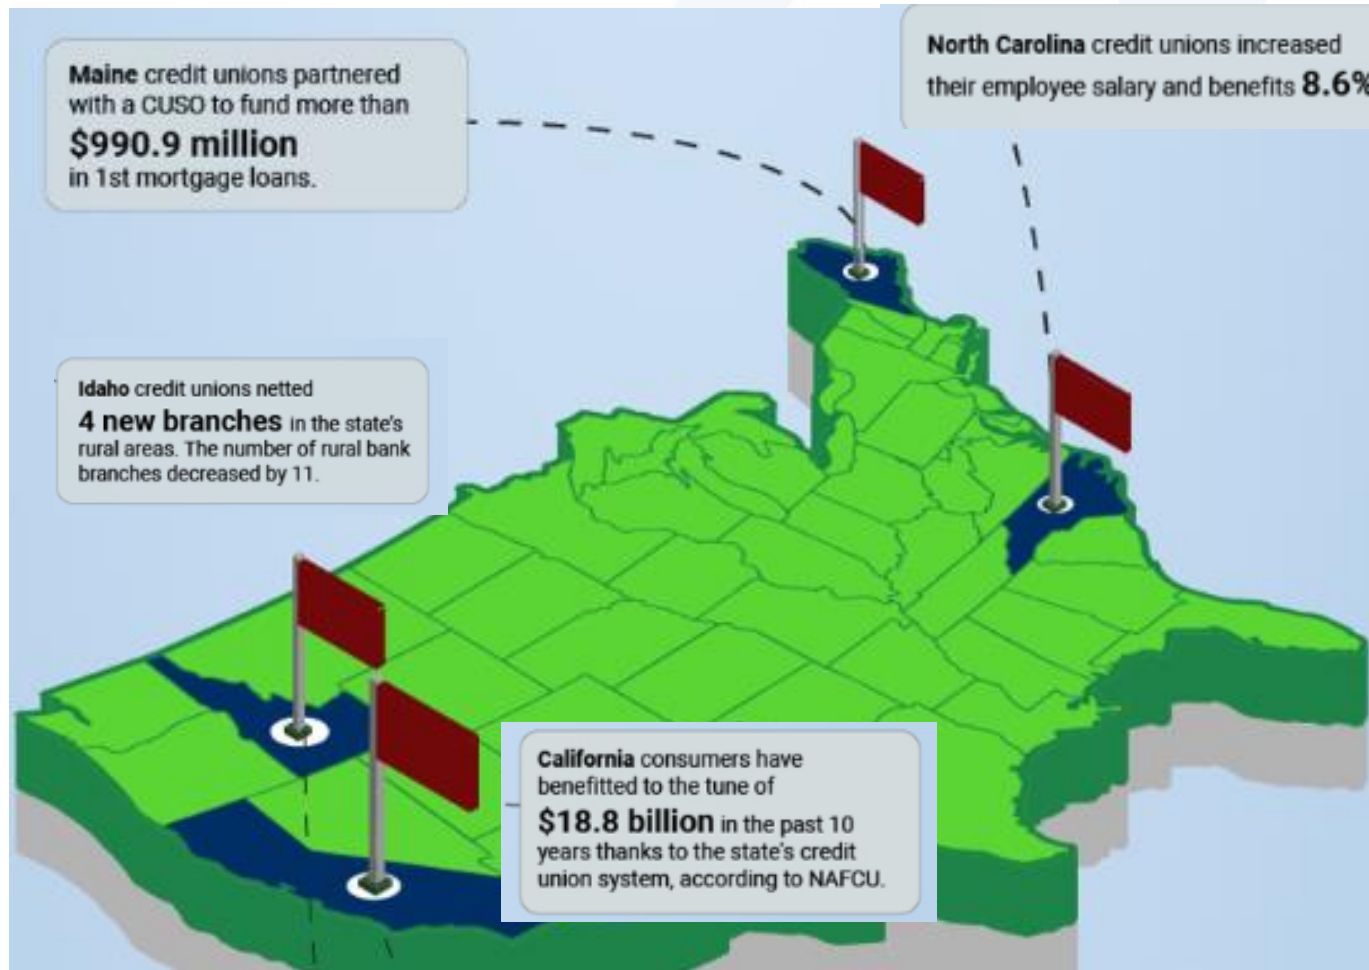 Maine credit unions partnered
with a CUSO to fund more than
$990.9 million
in 1st mortgage loans.
North Carolina credit unions increased
their employee salary and benefits 8.6%
Idaho credit unions netted
4 new branches in the state's
rural areas. The number of rural bank
branches decreased by 11.
California consumers have
benefitted to the tune of
$18.8 billion in the past 10
years thanks to the state's credit
union system, according to NAFCU.